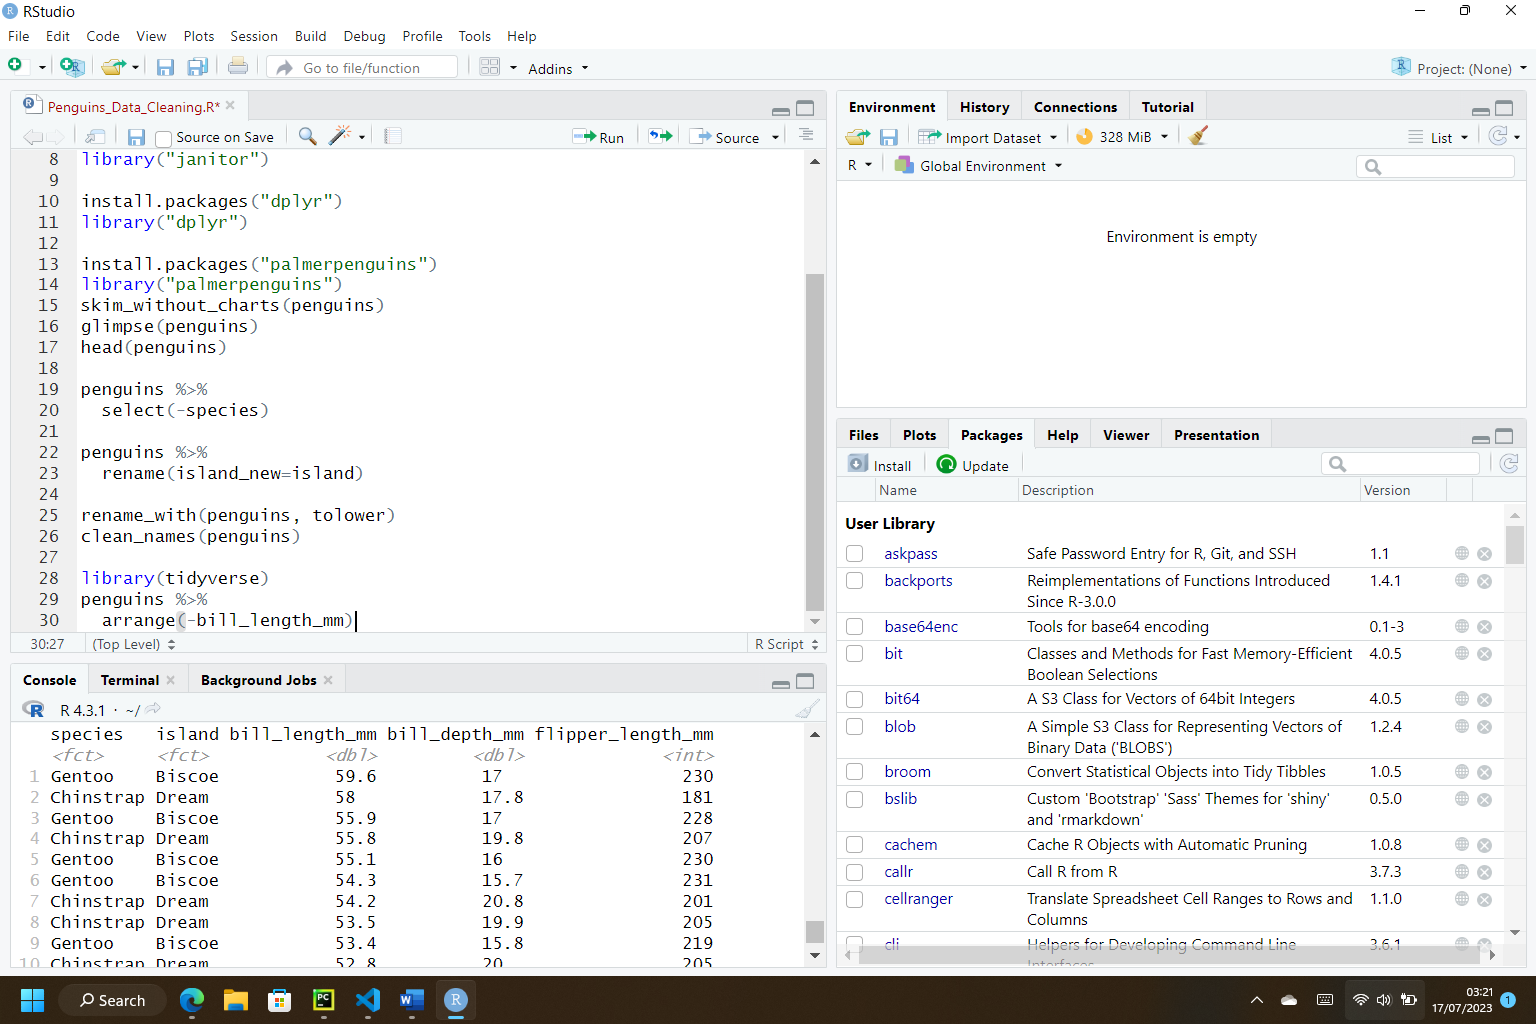 RStudio
File Edit Code View Plots Session Build Debug Profile Tools Help
Go to file/function Addins Project: (None)
Penguins_Data_Cleaning.R*
Source on Save Run Source
8 library("janitor")
9
10 install.packages("dplyr")
11 library("dplyr")
12
13 install.packages("palmerpenguins")
14 library("palmerpenguins")
15 skim_without_charts(penguins)
16 glimpse(penguins)
17 head(penguins)
18
19 penguins %>%
20 select(-species)
21
22 penguins %>%
23 rename(island_new=island)
24
25 rename_with(penguins, tolower)
26 clean_names(penguins)
27
28 library(tidyverse)
29 penguins %>%
30 arrange(-bill_length_mm)
30:27 (Top Level) R Script
Console Terminal Background Jobs
R 4.3.1 · ~/
species island bill_length_mm bill_depth_mm flipper_length_mm
<fct> <fct> <dbl> <dbl> <int>
1 Gentoo Biscoe 59.6 17 230
2 Chinstrap Dream 58 17.8 181
3 Gentoo Biscoe 55.9 17 228
4 Chinstrap Dream 55.8 19.8 207
5 Gentoo Biscoe 55.1 16 230
6 Gentoo Biscoe 54.3 15.7 231
7 Chinstrap Dream 54.2 20.8 201
8 Chinstrap Dream 53.5 19.9 205
9 Gentoo Biscoe 53.4 15.8 219
10 Chinstrap Dream 52.8 20 205
Environment History Connections Tutorial
Import Dataset 328 MiB List
R Global Environment
Environment is empty
Files Plots Packages Help Viewer Presentation
Install Update
Name Description Version
User Library
askpass Safe Password Entry for R, Git, and SSH 1.1
backports Reimplementations of Functions Introduced 1.4.1
Since R-3.0.0
base64enc Tools for base64 encoding 0.1-3
bit Classes and Methods for Fast Memory-Efficient 4.0.5
Boolean Selections
bit64 A S3 Class for Vectors of 64bit Integers 4.0.5
blob A Simple S3 Class for Representing Vectors of 1.2.4
Binary Data ('BLOBS')
broom Convert Statistical Objects into Tidy Tibbles 1.0.5
bslib Custom 'Bootstrap' 'Sass' Themes for 'shiny' 0.5.0
and 'rmarkdown'
cachem Cache R Objects with Automatic Pruning 1.0.8
callr Call R from R 3.7.3
cellranger Translate Spreadsheet Cell Ranges to Rows and 1.1.0
Columns
cli Helpers for Developing Command Line 3.6.1
Interfaces
Search
03:21
17/07/2023 1